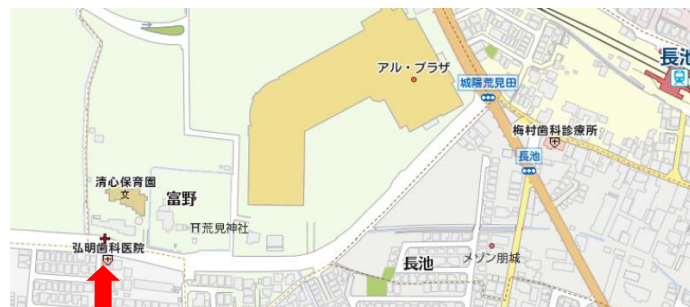 アル・プラザ
長池
城陽荒見田
梅村歯科診療所
長池
清心保育園
文
富野
荒見神社
弘明歯科医院
長池
メゾン朋城